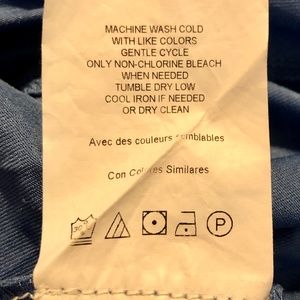 MACHINE WASH COLD
WITH LIKE COLORS
GENTLE CYCLE
ONLY NON-CHLORINE BLEACH
WHEN NEEDED
TUMBLE DRY LOW
COOL IRON IF NEEDED
OR DRY CLEAN
Avec des couleurs
Con Similares
30°
P